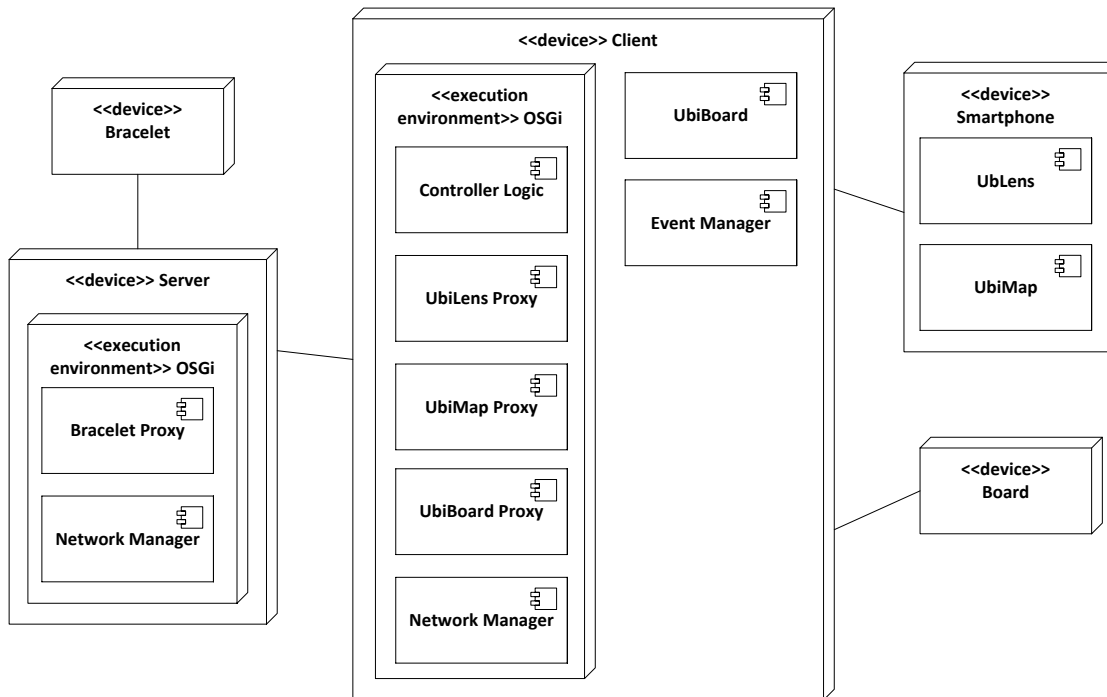 <<device>>
Bracelet
<<device>> Server
<<execution
environment>> OSGi
Bracelet Proxy
Network Manager
<<device>> Client
<<execution
environment>> OSGi
Controller Logic
UbiLens Proxy
UbiMap Proxy
UbiBoard Proxy
Network Manager
UbiBoard
Event Manager
<<device>>
Smartphone
UbLens
UbiMap
<<device>>
Board